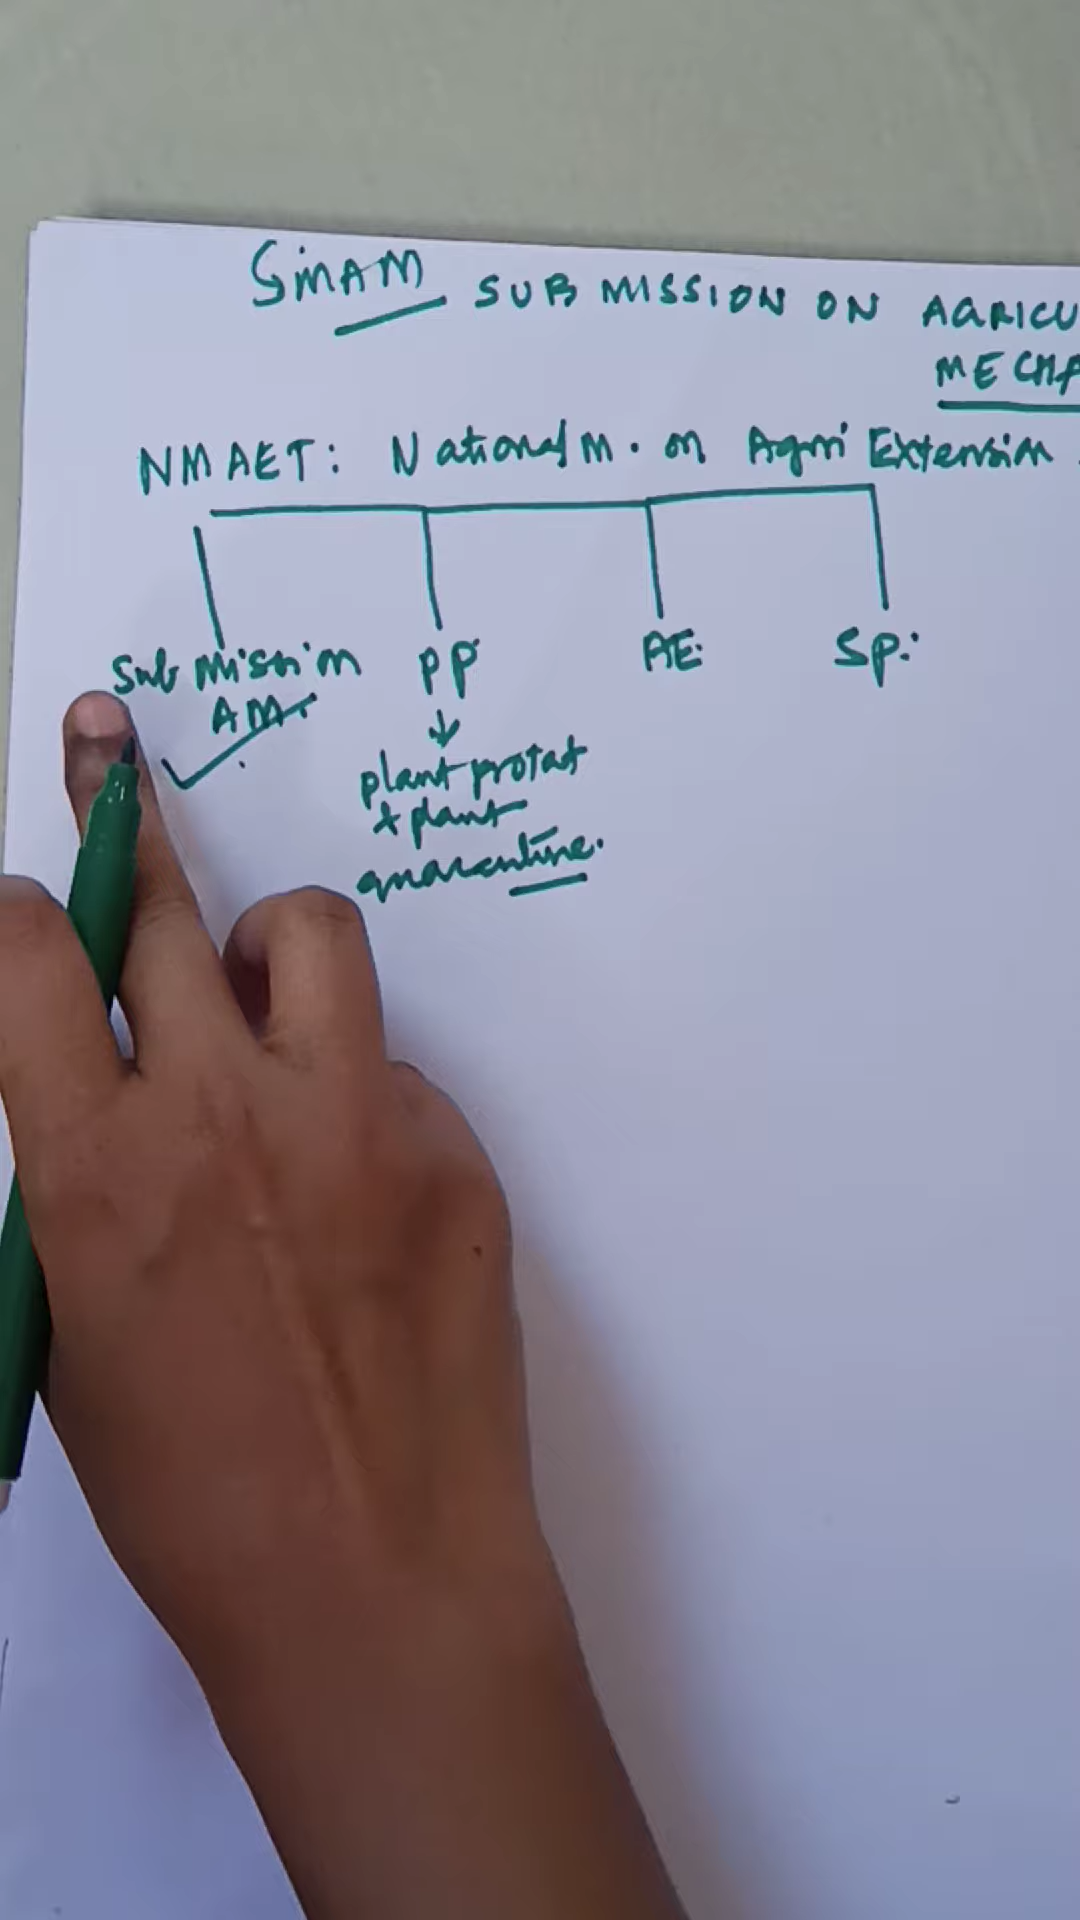 SMAM SUB MISSION ON AGRICU
MECHA
NMAET: National M. on Agri Extension
Sub Mission PP AE. SP.
AM.
plant protat
+ plant
quarantine.